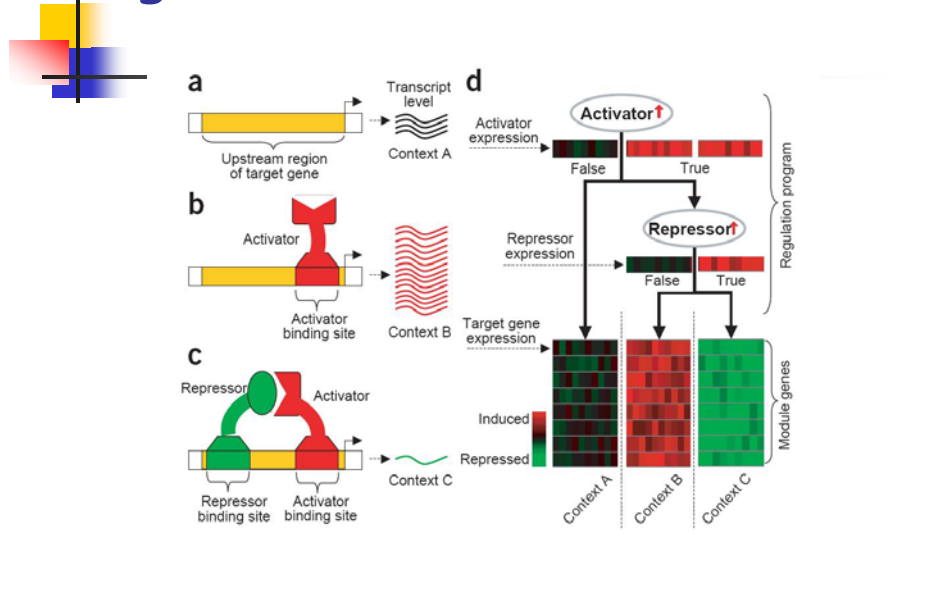 a
Transcript
level
Context A
Upstream region
of target gene
b
Activator
Activator
binding site
Context B
c
Repressor
Activator
Context C
Repressor
binding site
Activator
binding site
d
Activator
Activator
expression
False
True
Repressor
Repressor
expression
False
True
Regulation program
Target gene
expression
Induced
Repressed
Module genes
Context A
Context B
Context C